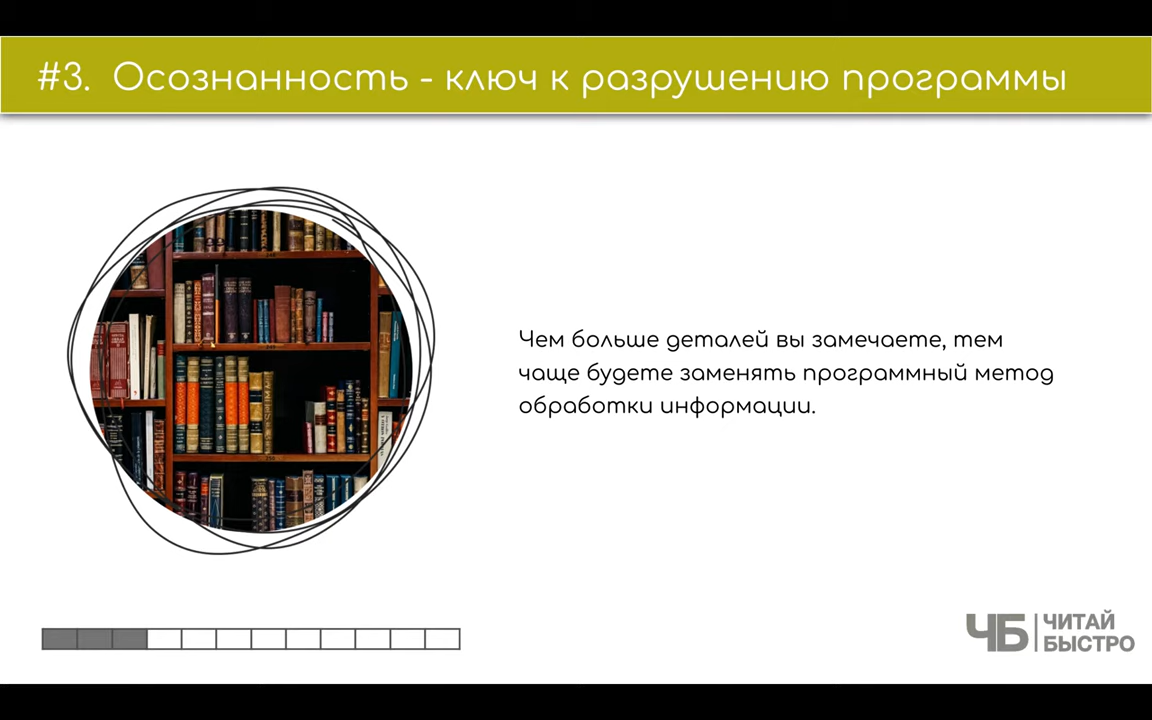 #3. Осознанность - ключ к разрушению программы
Чем больше деталей вы замечаете, тем
чаще будете заменять программный метод
обработки информации.
ЧБ
ЧИТАЙ
БЫСТРО